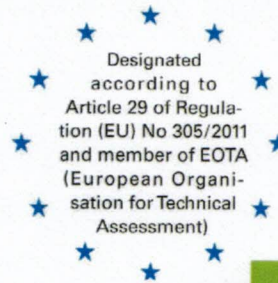 Designated
according to
Article 29 of Regula-
tion (EU) No 305/2011
and member of EOTA
(European Organi-
sation for Technical
Assessment)